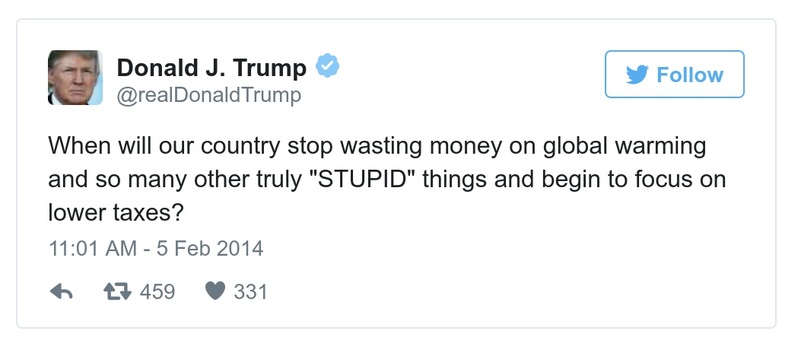 Donald J. Trump
@realDonaldTrump
Follow
When will our country stop wasting money on global warming
and so many other truly "STUPID" things and begin to focus on
lower taxes?
11:01 AM - 5 Feb 2014
459 331